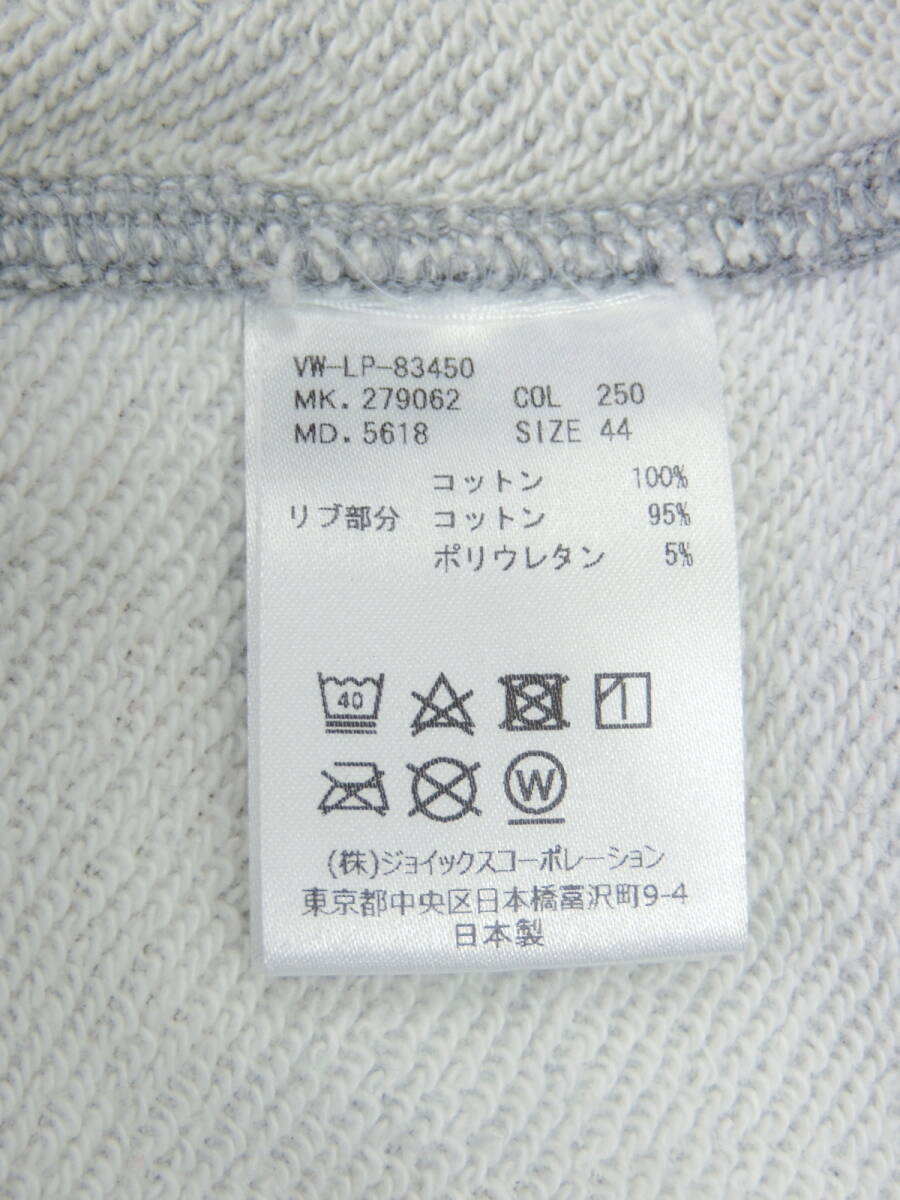 VW-LP-83450
MK. 279062 COL 250
MD. 5618 SIZE 44
コットン 100%
リブ部分 コットン 95%
ポリウレタン 5%
40
W
(株)ジョイックスコーポレーション
東京都中央区日本橋富沢町9-4
日本製